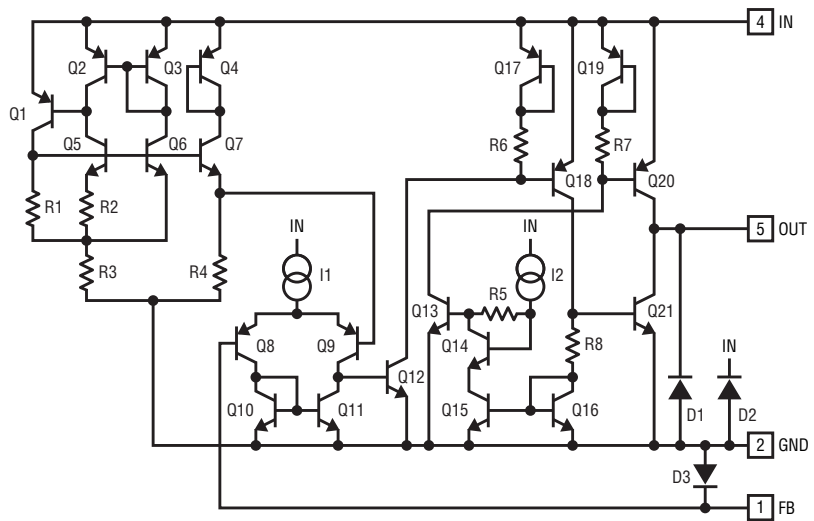 4 IN
Q2
Q3
Q4
Q17
Q19
Q1
Q5
Q6
Q7
R6
R7
Q18
Q20
R1
R2
5 OUT
IN
IN
R3
R4
I1
I2
R5
Q13
Q21
Q8
Q9
Q14
R8
IN
Q12
Q10
Q11
Q15
Q16
D1
D2
2 GND
D3
1 FB